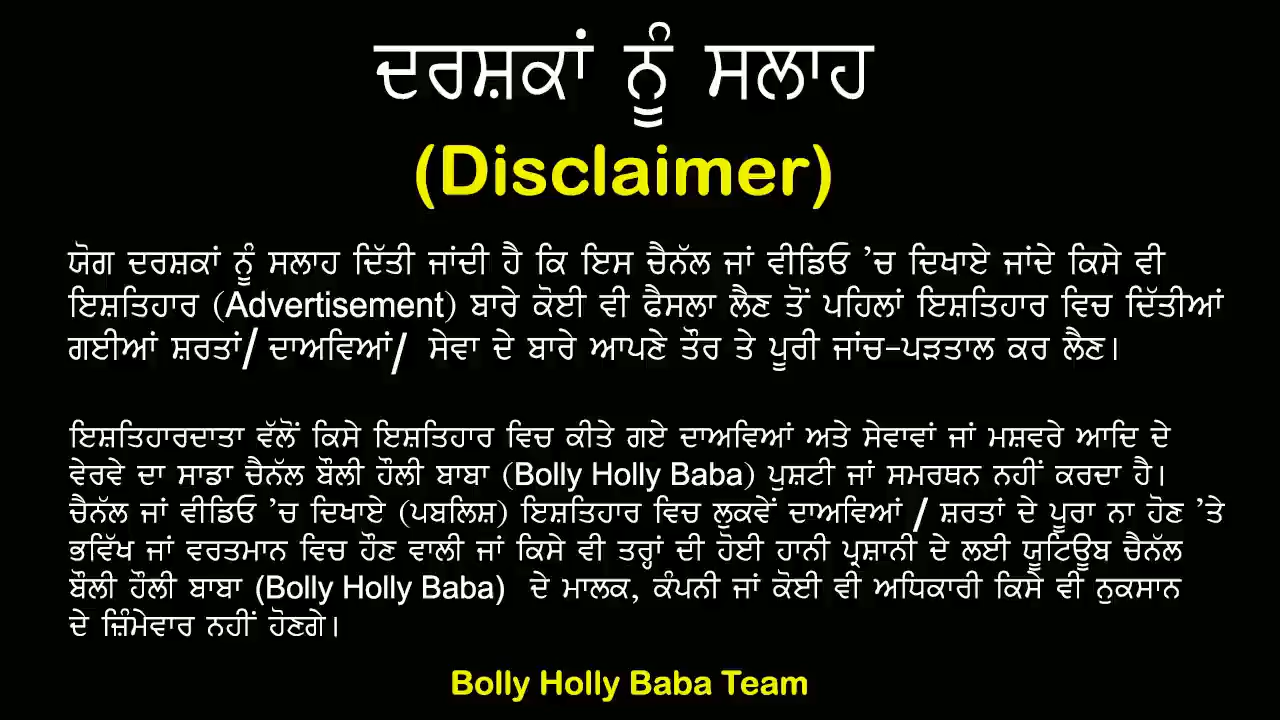 ਦਰਸ਼ਕਾਂ ਨੂੰ ਸਲਾਹ
(Disclaimer)
ਯੋਗ ਦਰਸ਼ਕਾਂ ਨੂੰ ਸਲਾਹ ਦਿੱਤੀ ਜਾਂਦੀ ਹੈ ਕਿ ਇਸ ਚੈਨੱਲ ਜਾਂ ਵੀਡਿਓ ’ਚ ਦਿਖਾਏ ਜਾਂਦੇ ਕਿਸੇ ਵੀ
ਇਸ਼ਤਿਹਾਰ (Advertisement) ਬਾਰੇ ਕੋਈ ਵੀ ਫੈਸਲਾ ਲੈਣ ਤੋਂ ਪਹਿਲਾਂ ਇਸ਼ਤਿਹਾਰ ਵਿਚ ਦਿੱਤੀਆਂ
ਗਈਆਂ ਸ਼ਰਤਾਂ/ ਦਾਅਵਿਆਂ/ ਸੇਵਾ ਦੇ ਬਾਰੇ ਆਪਣੇ ਤੌਰ ਤੇ ਪੂਰੀ ਜਾਂਚ-ਪੜਤਾਲ ਕਰ ਲੈਣ।
ਇਸ਼ਤਿਹਾਰਦਾਤਾ ਵੱਲੋਂ ਕਿਸੇ ਇਸ਼ਤਿਹਾਰ ਵਿਚ ਕੀਤੇ ਗਏ ਦਾਅਵਿਆਂ ਅਤੇ ਸੇਵਾਵਾਂ ਜਾਂ ਮਸ਼ਵਰੇ ਆਦਿ ਦੇ
ਵੇਰਵੇ ਦਾ ਸਾਡਾ ਚੈਨੱਲ ਬੌਲੀ ਹੌਲੀ ਬਾਬਾ (Bolly Holly Baba) ਪੁਸ਼ਟੀ ਜਾਂ ਸਮਰਥਨ ਨਹੀਂ ਕਰਦਾ ਹੈ।
ਚੈਨੱਲ ਜਾਂ ਵੀਡਿਓ ’ਚ ਦਿਖਾਏ (ਪਬਲਿਸ਼) ਇਸ਼ਤਿਹਾਰ ਵਿਚ ਲੁਕਵੇਂ ਦਾਅਵਿਆਂ / ਸ਼ਰਤਾਂ ਦੇ ਪੂਰਾ ਨਾ ਹੋਣ ’ਤੇ
ਭਵਿੱਖ ਜਾਂ ਵਰਤਮਾਨ ਵਿਚ ਹੌਣ ਵਾਲੀ ਜਾਂ ਕਿਸੇ ਵੀ ਤਰ੍ਹਾਂ ਦੀ ਹੋਈ ਹਾਨੀ ਪ੍ਰਸ਼ਾਨੀ ਦੇ ਲਈ ਯੂਟਿਊਬ ਚੈਨੱਲ
ਬੌਲੀ ਹੌਲੀ ਬਾਬਾ (Bolly Holly Baba) ਦੇ ਮਾਲਕ, ਕੰਪਨੀ ਜਾਂ ਕੋਈ ਵੀ ਅਧਿਕਾਰੀ ਕਿਸੇ ਵੀ ਨੁਕਸਾਨ
ਦੇ ਜ਼ਿੰਮੇਵਾਰ ਨਹੀਂ ਹੋਣਗੇ।
Bolly Holly Baba Team